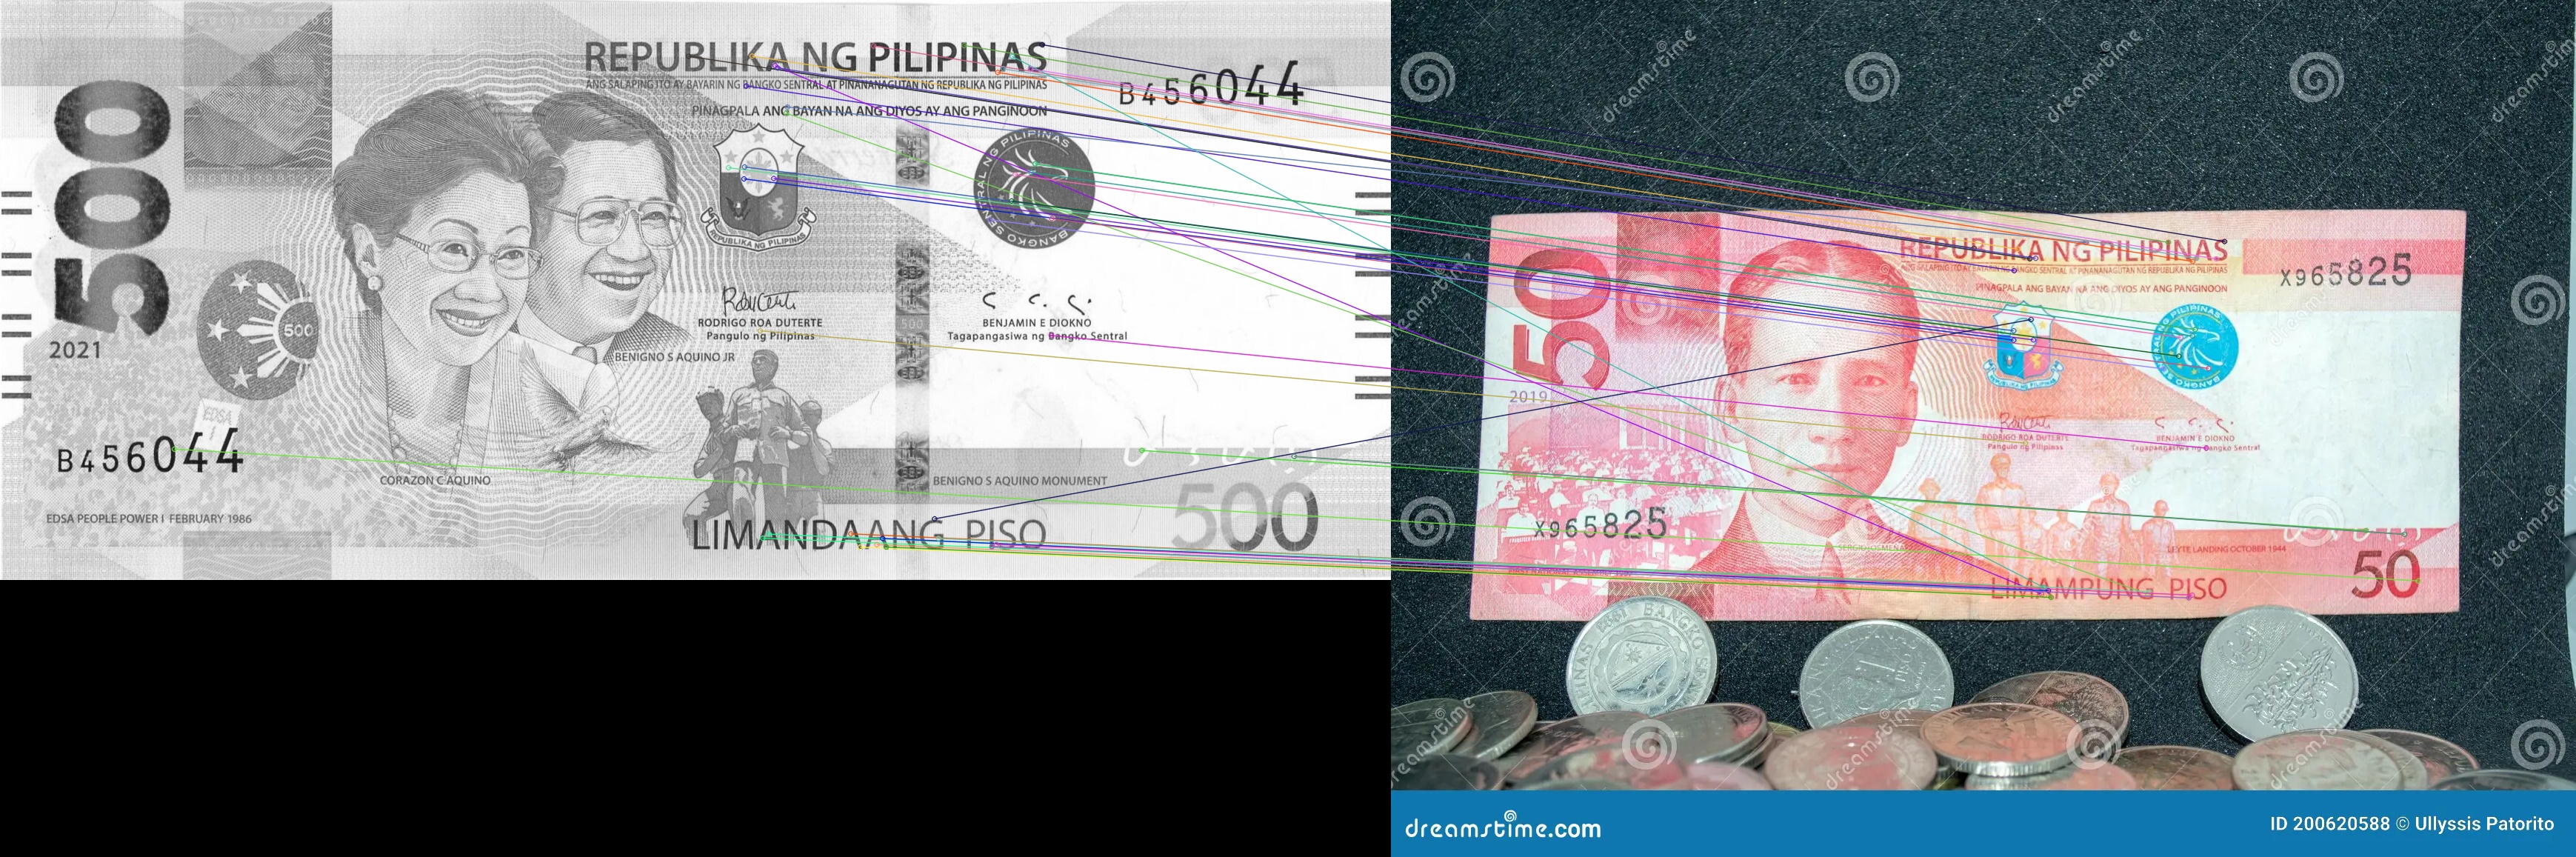 REPUBLIKA NG PILIPINAS
ANG SALAPING ITO AY BAYARIN NG BANGKO SENTRAL AT PINANANAGUTAN NG REPUBLIKA NG PILIPINAS
PINAGPALA ANG BAYAN NA ANG DIYOS AY ANG PANGINOON
B456044
500
REPUBLIKA NG PILIPINAS
BANGKO SENTRAL NG PILIPINAS
500
500
RODRIGO ROA DUTERTE
Pangulo ng Pilipinas
BENJAMIN E DIOKNO
Tagapangasiwa ng Bangko Sentral
2021
BENIGNO S AQUINO JR
EDSA
B456044
CORAZON C AQUINO
BENIGNO S AQUINO MONUMENT
EDSA PEOPLE POWER I FEBRUARY 1986
LIMANDAANG PISO
500
REPUBLIKA NG PILIPINAS
ANG SALAPING ITO AY BAYARIN NG BANGKO SENTRAL AT PINANANAGUTAN NG REPUBLIKA NG PILIPINAS
PINAGPALA ANG BAYAN NA ANG DIYOS AY ANG PANGINOON
X965825
50
2019
RODRIGO ROA DUTERTE
Pangulo ng Pilipinas
BENJAMIN E DIOKNO
Tagapangasiwa ng Bangko Sentral
X965825
SERGIO OSMEÑA
LEYTE LANDING OCTOBER 1944
LIMAMPUNG PISO
50
dreamstime
dreamstime.com
ID 200620588 © Ullyssis Patorito